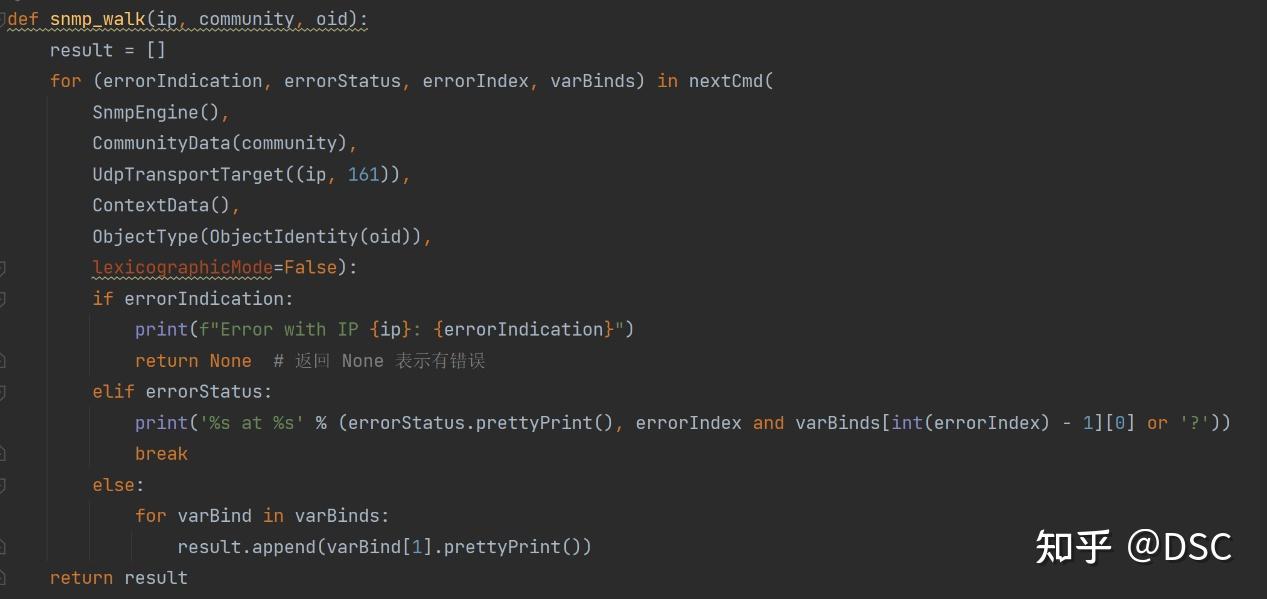 def snmp_walk(ip, community, oid):
    result = []
    for (errorIndication, errorStatus, errorIndex, varBinds) in nextCmd(
        SnmpEngine(),
        CommunityData(community),
        UdpTransportTarget((ip, 161)),
        ContextData(),
        ObjectType(ObjectIdentity(oid)),
        lexicographicMode=False):
        if errorIndication:
            print(f"Error with IP {ip}: {errorIndication}")
            return None  # 返回 None 表示有错误
        elif errorStatus:
            print('%s at %s' % (errorStatus.prettyPrint(), errorIndex and varBinds[int(errorIndex) - 1][0] or '?'))
            break
        else:
            for varBind in varBinds:
                result.append(varBind[1].prettyPrint())
    return result
知乎 @DSC